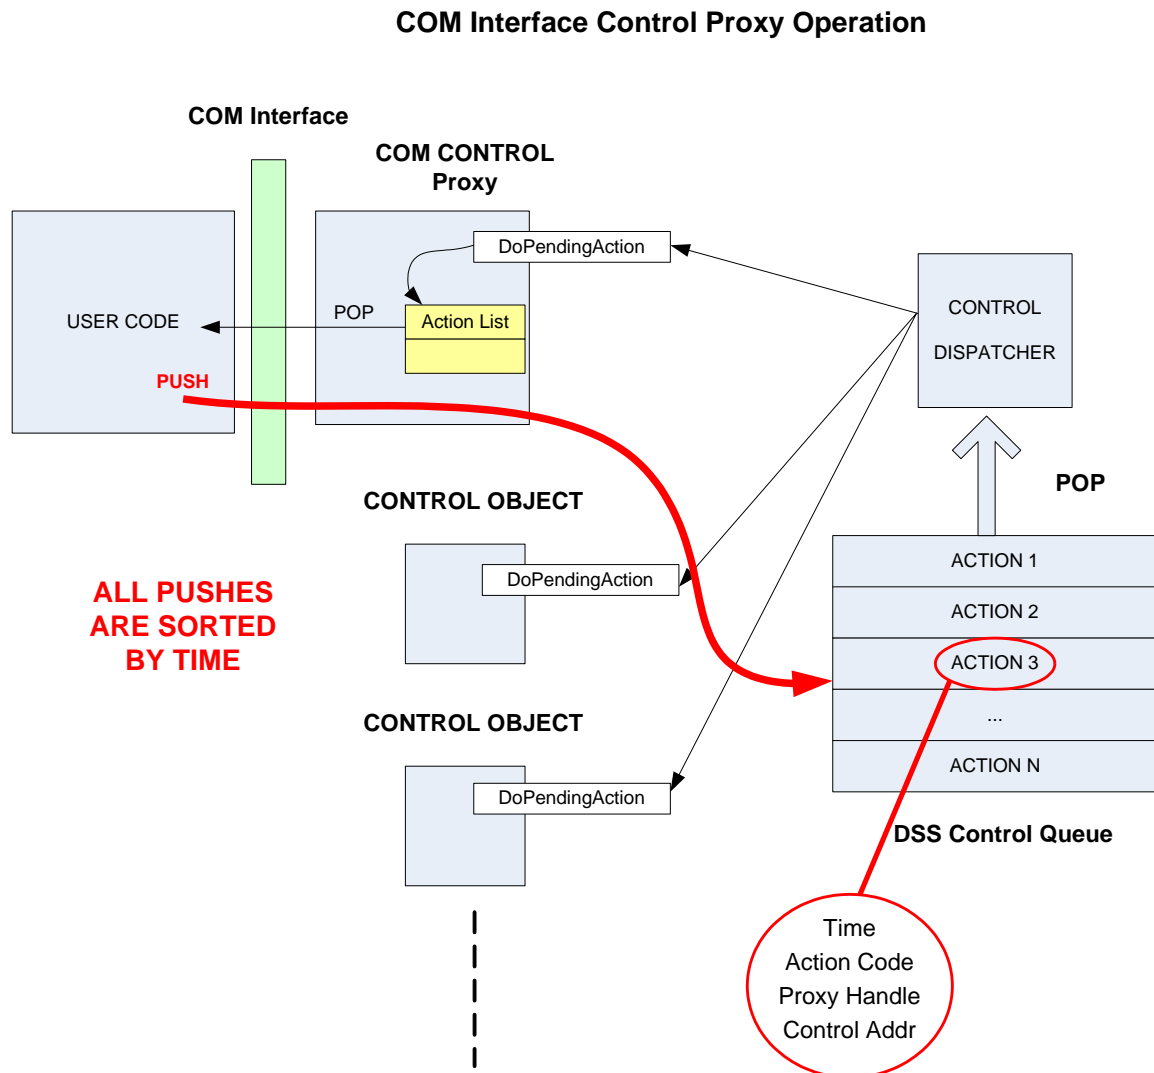 COM Interface Control Proxy Operation
COM Interface
COM CONTROL
Proxy
DoPendingAction
USER CODE
POP
Action List
PUSH
CONTROL
DISPATCHER
POP
CONTROL OBJECT
DoPendingAction
ALL PUSHES
ARE SORTED
BY TIME
ACTION 1
ACTION 2
ACTION 3
...
ACTION N
CONTROL OBJECT
DoPendingAction
DSS Control Queue
Time
Action Code
Proxy Handle
Control Addr